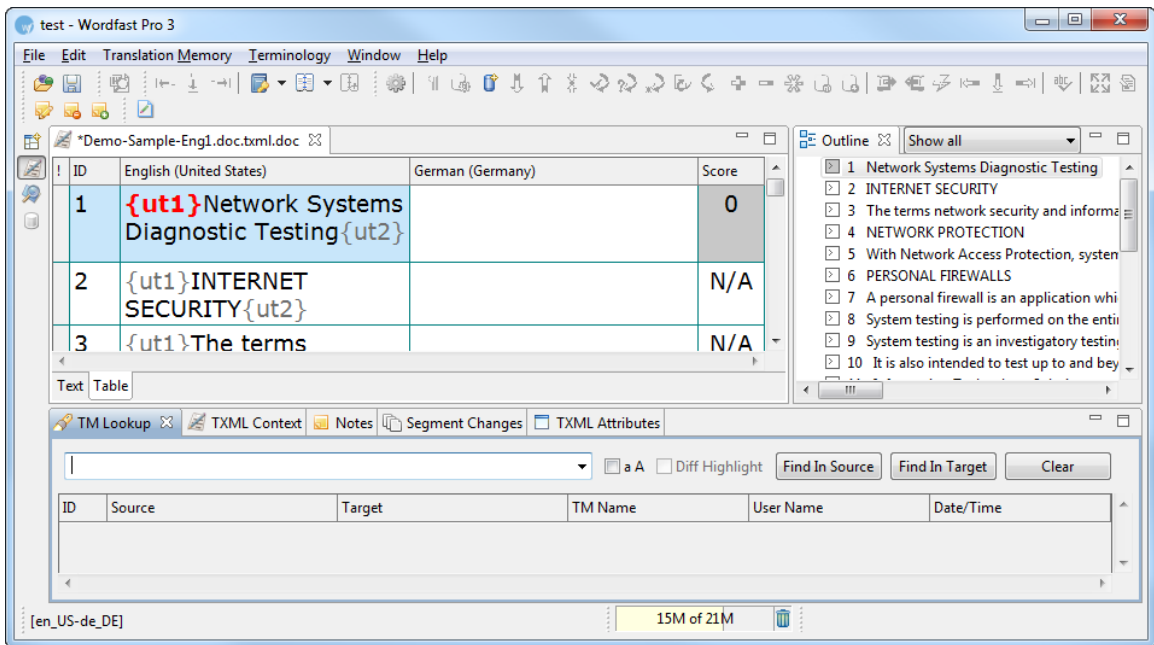 test - Wordfast Pro 3
File Edit Translation Memory Terminology Window Help
*Demo-Sample-Eng1.doc.txml.doc
! ID English (United States) German (Germany) Score
1 {ut1}Network Systems 0
Diagnostic Testing{ut2}
2 {ut1}INTERNET N/A
SECURITY{ut2}
3 {ut1}The terms N/A
Text Table
Outline Show all
1 Network Systems Diagnostic Testing
2 INTERNET SECURITY
3 The terms network security and informa
4 NETWORK PROTECTION
5 With Network Access Protection, system
6 PERSONAL FIREWALLS
7 A personal firewall is an application whi
8 System testing is performed on the enti
9 System testing is an investigatory testing
10 It is also intended to test up to and bey
TM Lookup TXML Context Notes Segment Changes TXML Attributes
a A Diff Highlight Find In Source Find In Target Clear
ID Source Target TM Name User Name Date/Time
[en_US-de_DE] 15M of 21M